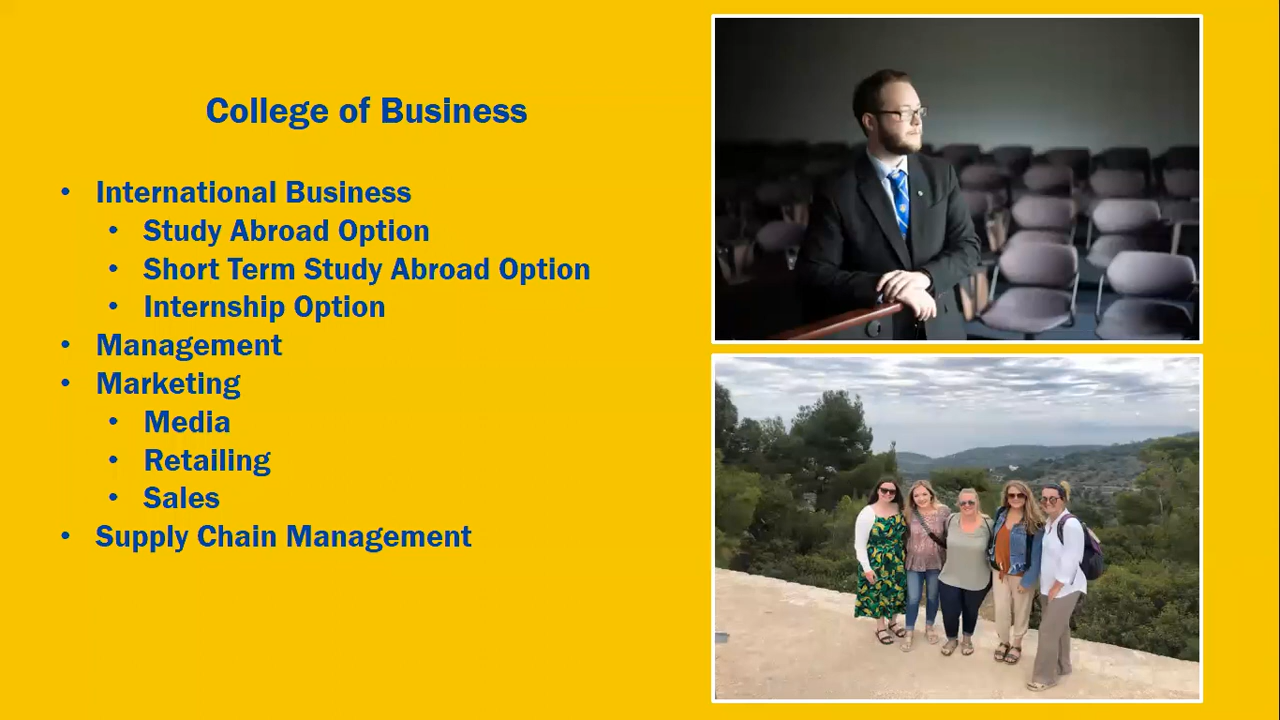 College of Business
• International Business
• Study Abroad Option
• Short Term Study Abroad Option
• Internship Option
• Management
• Marketing
• Media
• Retailing
• Sales
• Supply Chain Management